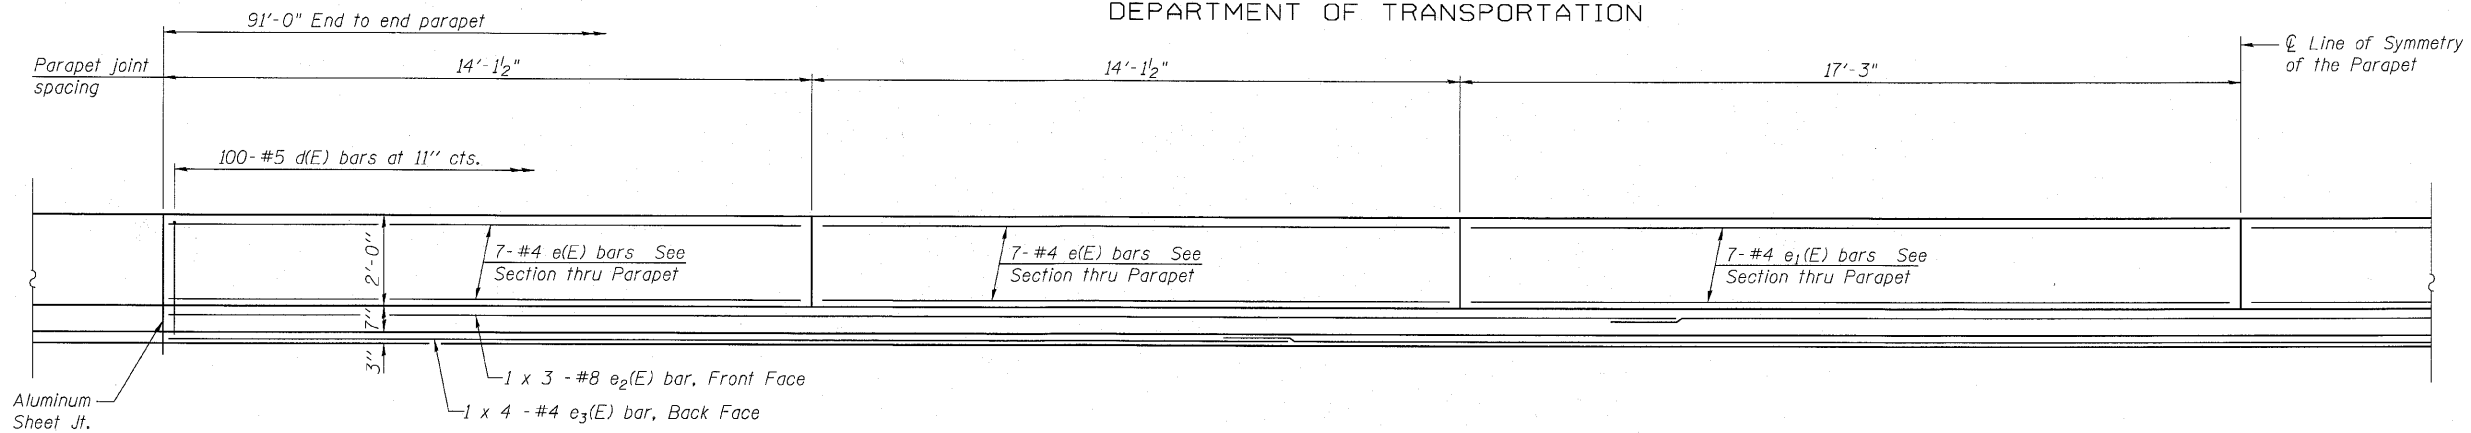 DEPARTMENT OF TRANSPORTATION
91'-0" End to end parapet
Parapet joint
spacing
14'-1½"
14'-1½"
17'-3"
℄ Line of Symmetry
of the Parapet
100-#5 d(E) bars at 11" cts.
2'-0"
7"
3"
7-#4 e(E) bars See
Section thru Parapet
7-#4 e(E) bars See
Section thru Parapet
7-#4 e₁(E) bars See
Section thru Parapet
1 x 3 -#8 e₂(E) bar, Front Face
1 x 4 -#4 e₃(E) bar, Back Face
Aluminum
Sheet Jt.